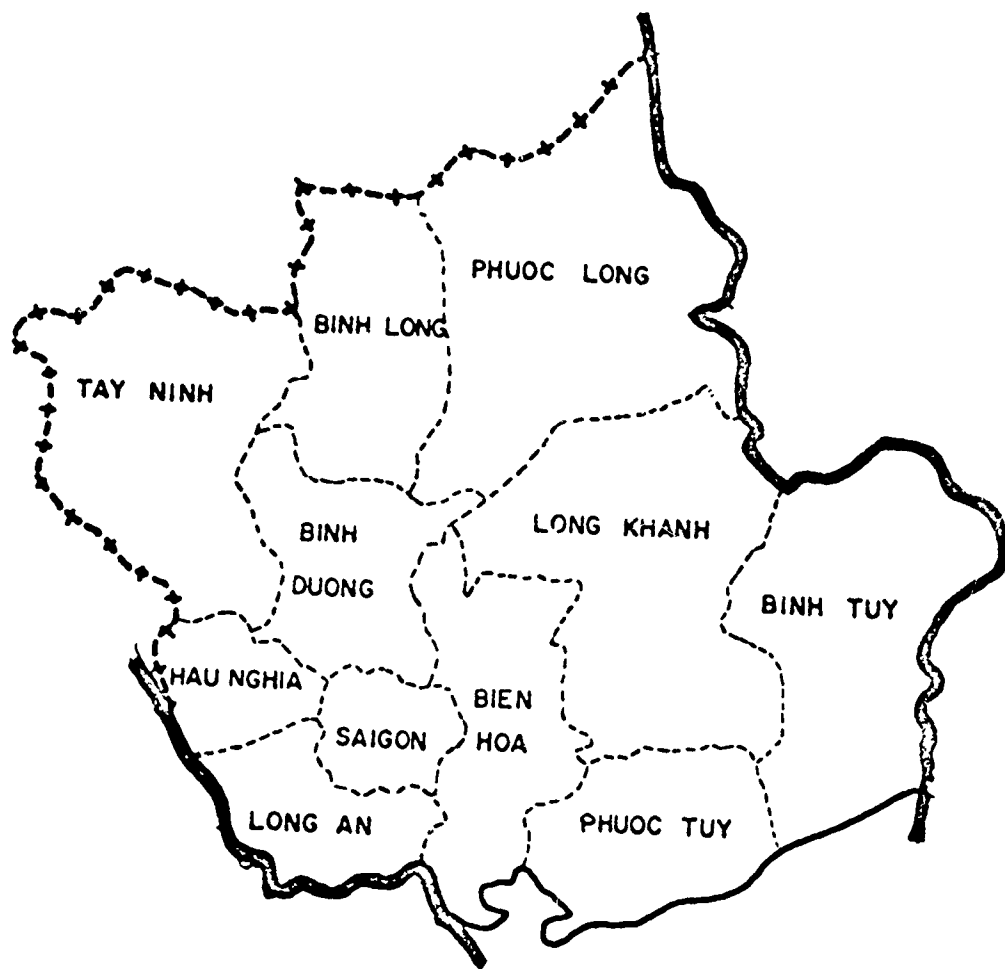 PHUOC LONG
BINH LONG
TAY NINH
BINH
DUONG
LONG KHANH
BINH TUY
HAU NGHIA
SAIGON
BIEN
HOA
LONG AN
PHUOC TUY